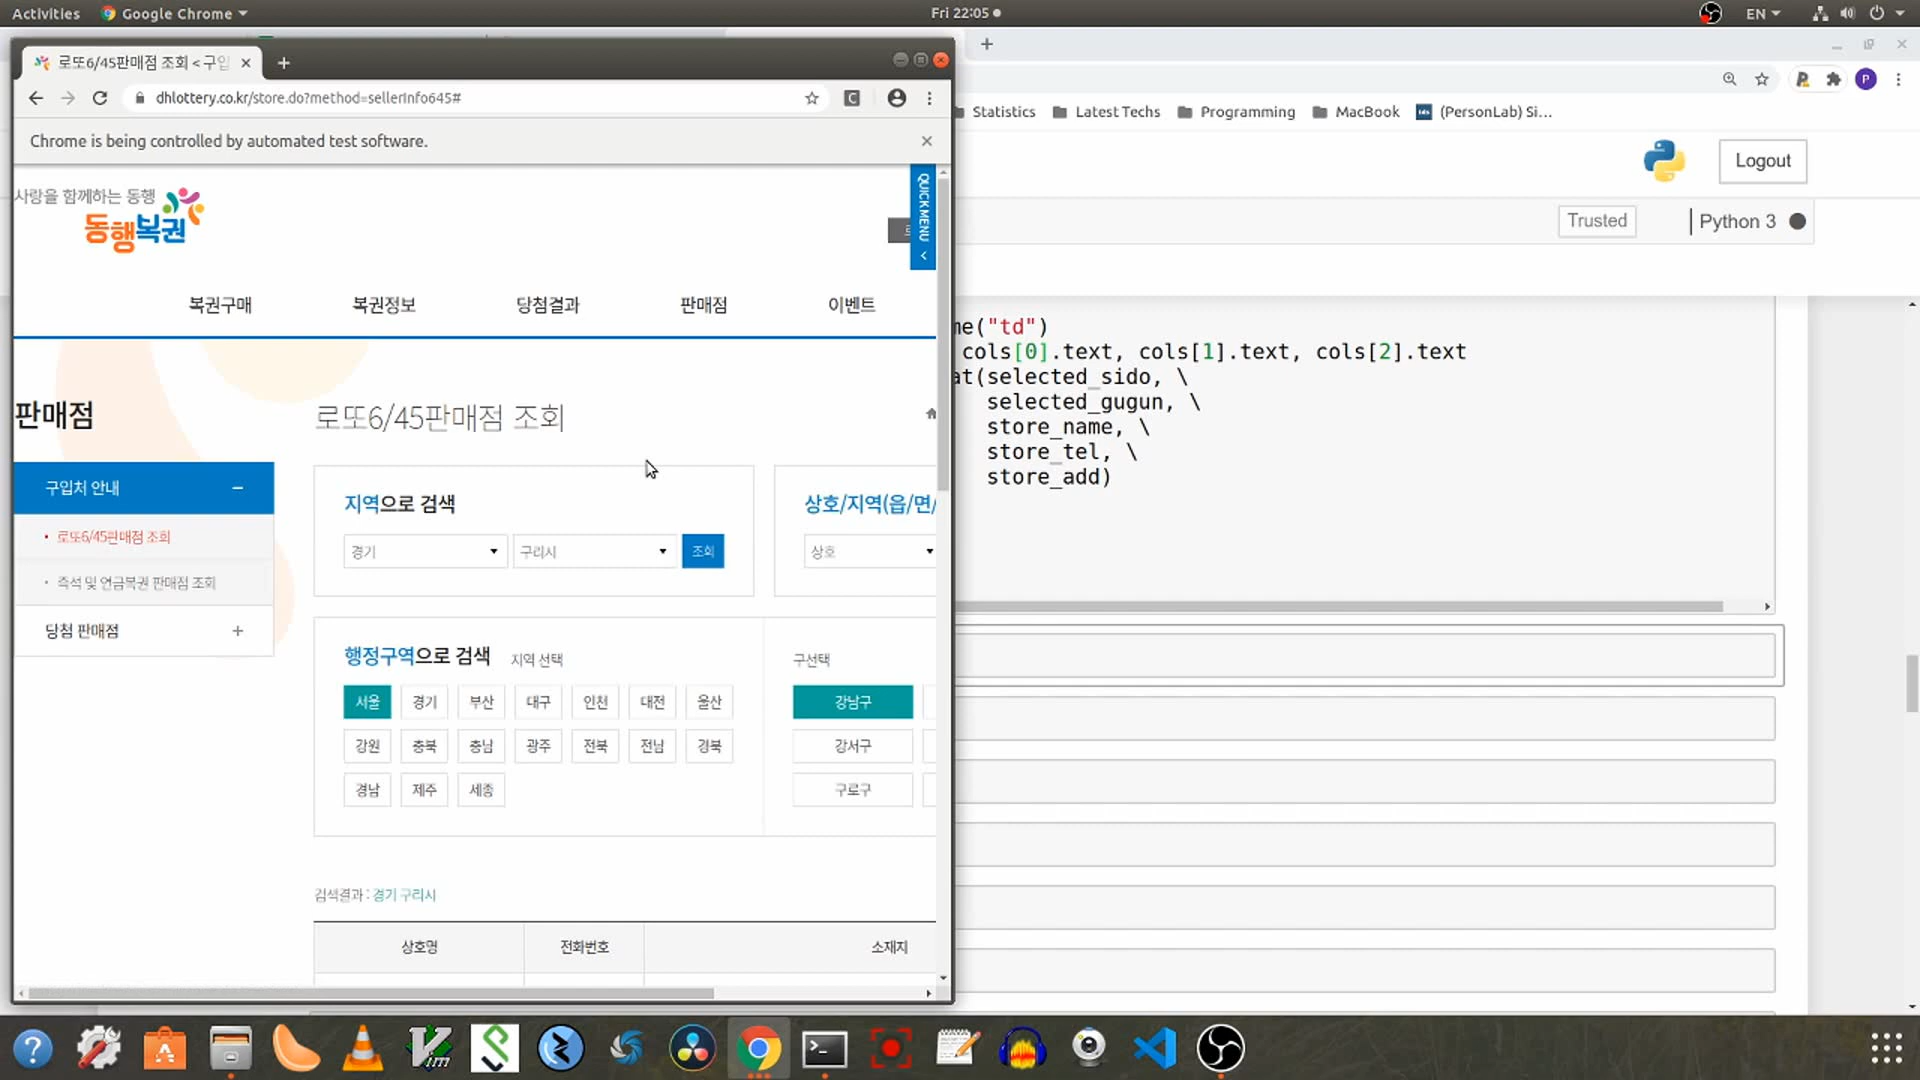 Activities
Google Chrome
Fri 22:05
EN
로또6/45판매점 조회 < 구입
dhlottery.co.kr/store.do?method=sellerInfo645#
Chrome is being controlled by automated test software.
Statistics
Latest Techs
Programming
MacBook
(PersonLab) Si...
P
Logout
Trusted
Python 3
사랑을 함께하는 동행
동행복권
QUICK MENU
복권구매
복권정보
당첨결과
판매점
이벤트
판매점
로또6/45판매점 조회
구입처 안내
로또6/45판매점 조회
즉석 및 연금복권 판매점 조회
당첨 판매점
지역으로 검색
경기
구리시
조회
상호/지역(읍/면/
상호
행정구역으로 검색
지역 선택
서울 경기 부산 대구 인천 대전 울산
강원 충북 충남 광주 전북 전남 경북
경남 제주 세종
구선택
강남구
강서구
구로구
검색결과 : 경기 구리시
상호명
전화번호
소재지
me("td")
cols[0].text, cols[1].text, cols[2].text
at(selected_sido, \
selected_gugun, \
store_name, \
store_tel, \
store_add)